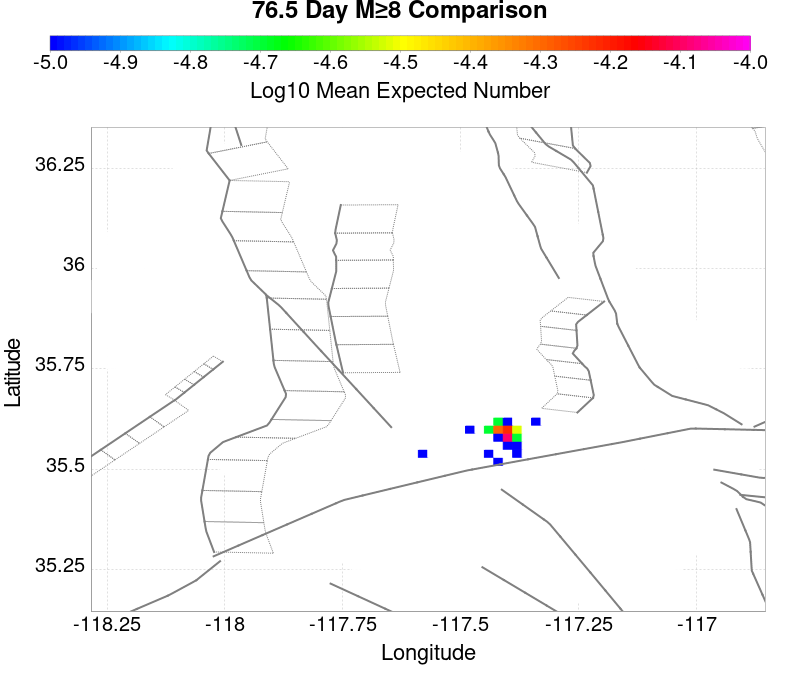 76.5 Day M≥8 Comparison
-5.0 -4.9 -4.8 -4.7 -4.6 -4.5 -4.4 -4.3 -4.2 -4.1 -4.0
Log10 Mean Expected Number
36.25
36
35.75
35.5
35.25
Latitude
-118.25 -118 -117.75 -117.5 -117.25 -117
Longitude